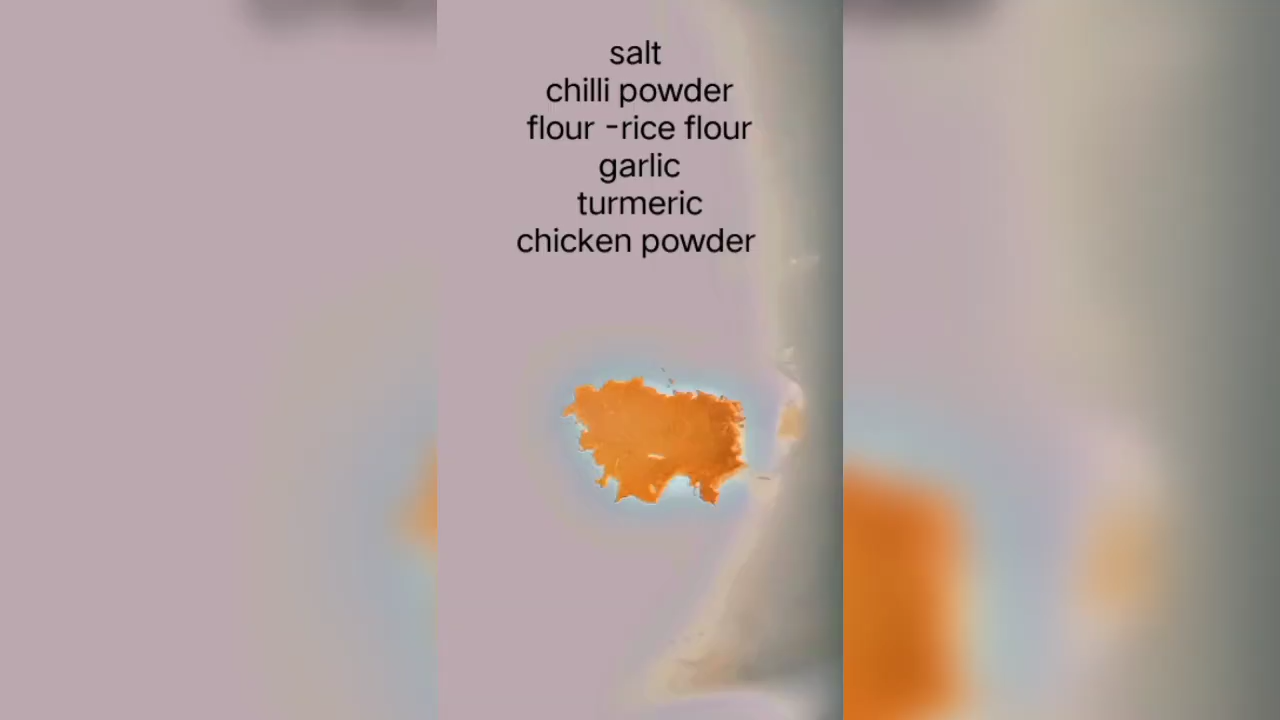 salt
chilli powder
flour -rice flour
garlic
turmeric
chicken powder